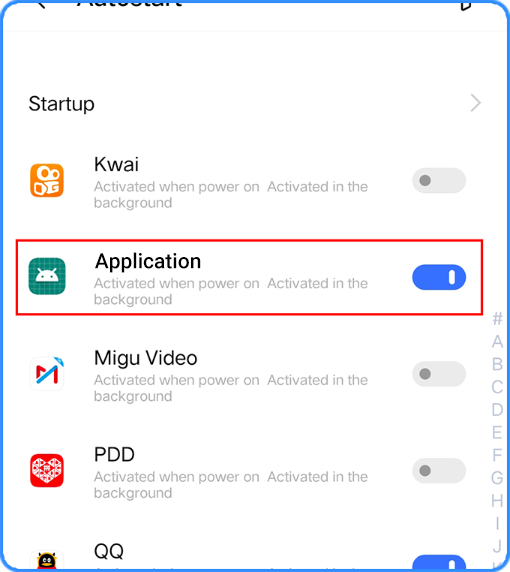 Autostart
Startup
Kwai
Activated when power on Activated in the
background
Application
Activated when power on Activated in the
background
Migu Video
Activated when power on Activated in the
background
PDD
Activated when power on Activated in the
background
QQ
#
A
B
C
D
E
F
G
H
I
J